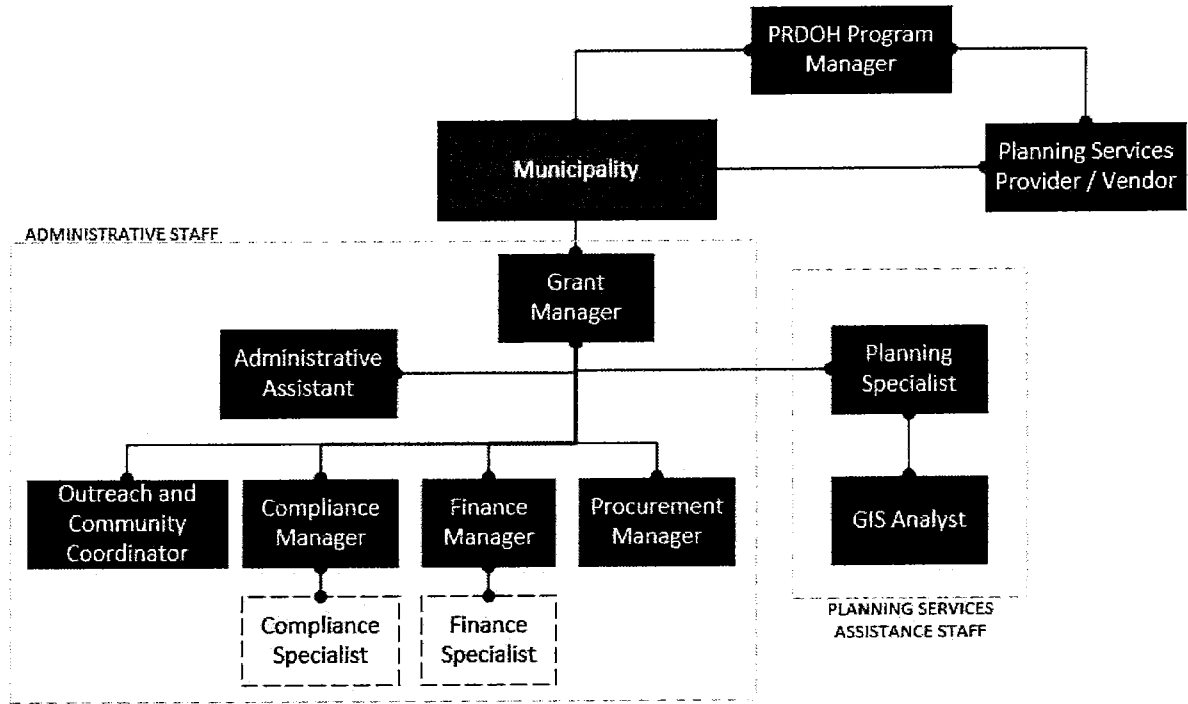 PRDOH Program
Manager
Municipality
Planning Services
Provider / Vendor
ADMINISTRATIVE STAFF
Grant
Manager
Administrative
Assistant
Planning
Specialist
Outreach and
Community
Coordinator
Compliance
Manager
Finance
Manager
Procurement
Manager
GIS Analyst
Compliance
Specialist
Finance
Specialist
PLANNING SERVICES
ASSISTANCE STAFF